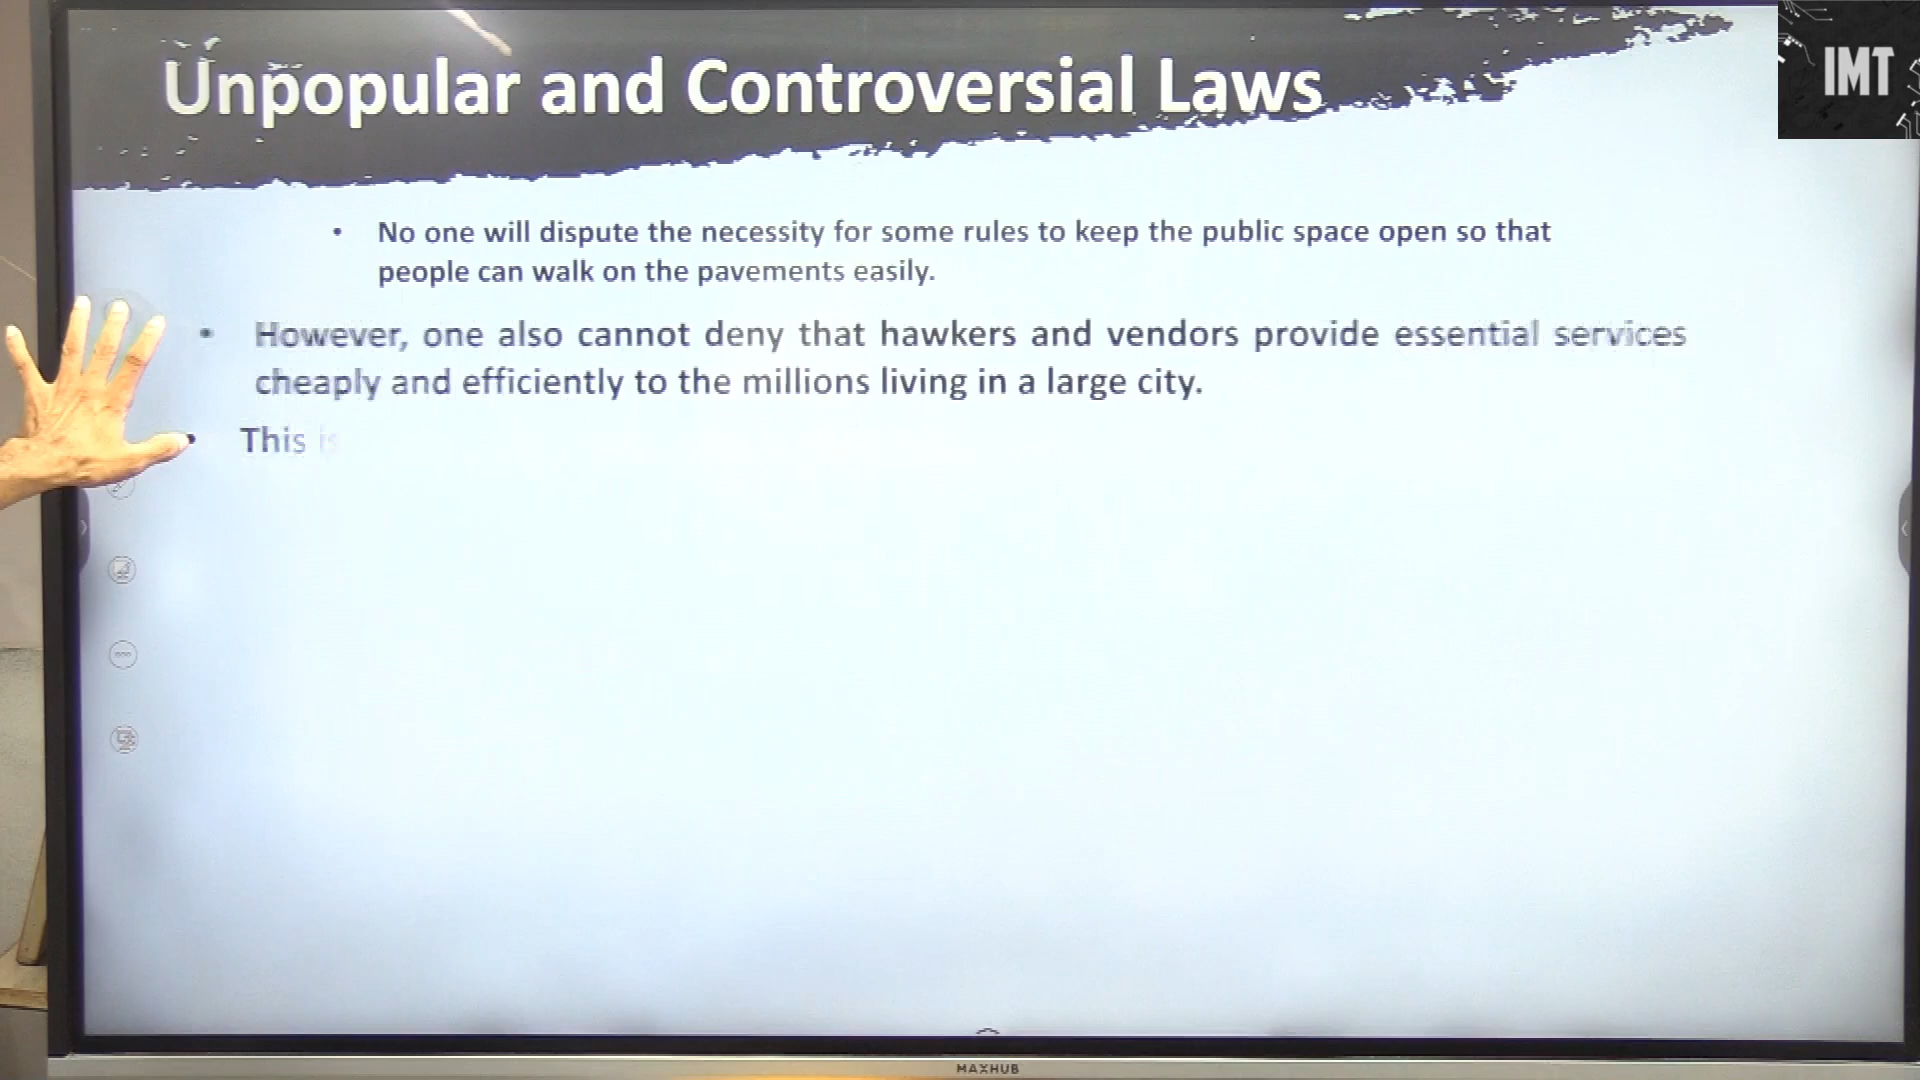 Unpopular and Controversial Laws
IMT
• No one will dispute the necessity for some rules to keep the public space open so that
people can walk on the pavements easily.
• However, one also cannot deny that hawkers and vendors provide essential services
cheaply and efficiently to the millions living in a large city.
• This is
MAXHUB